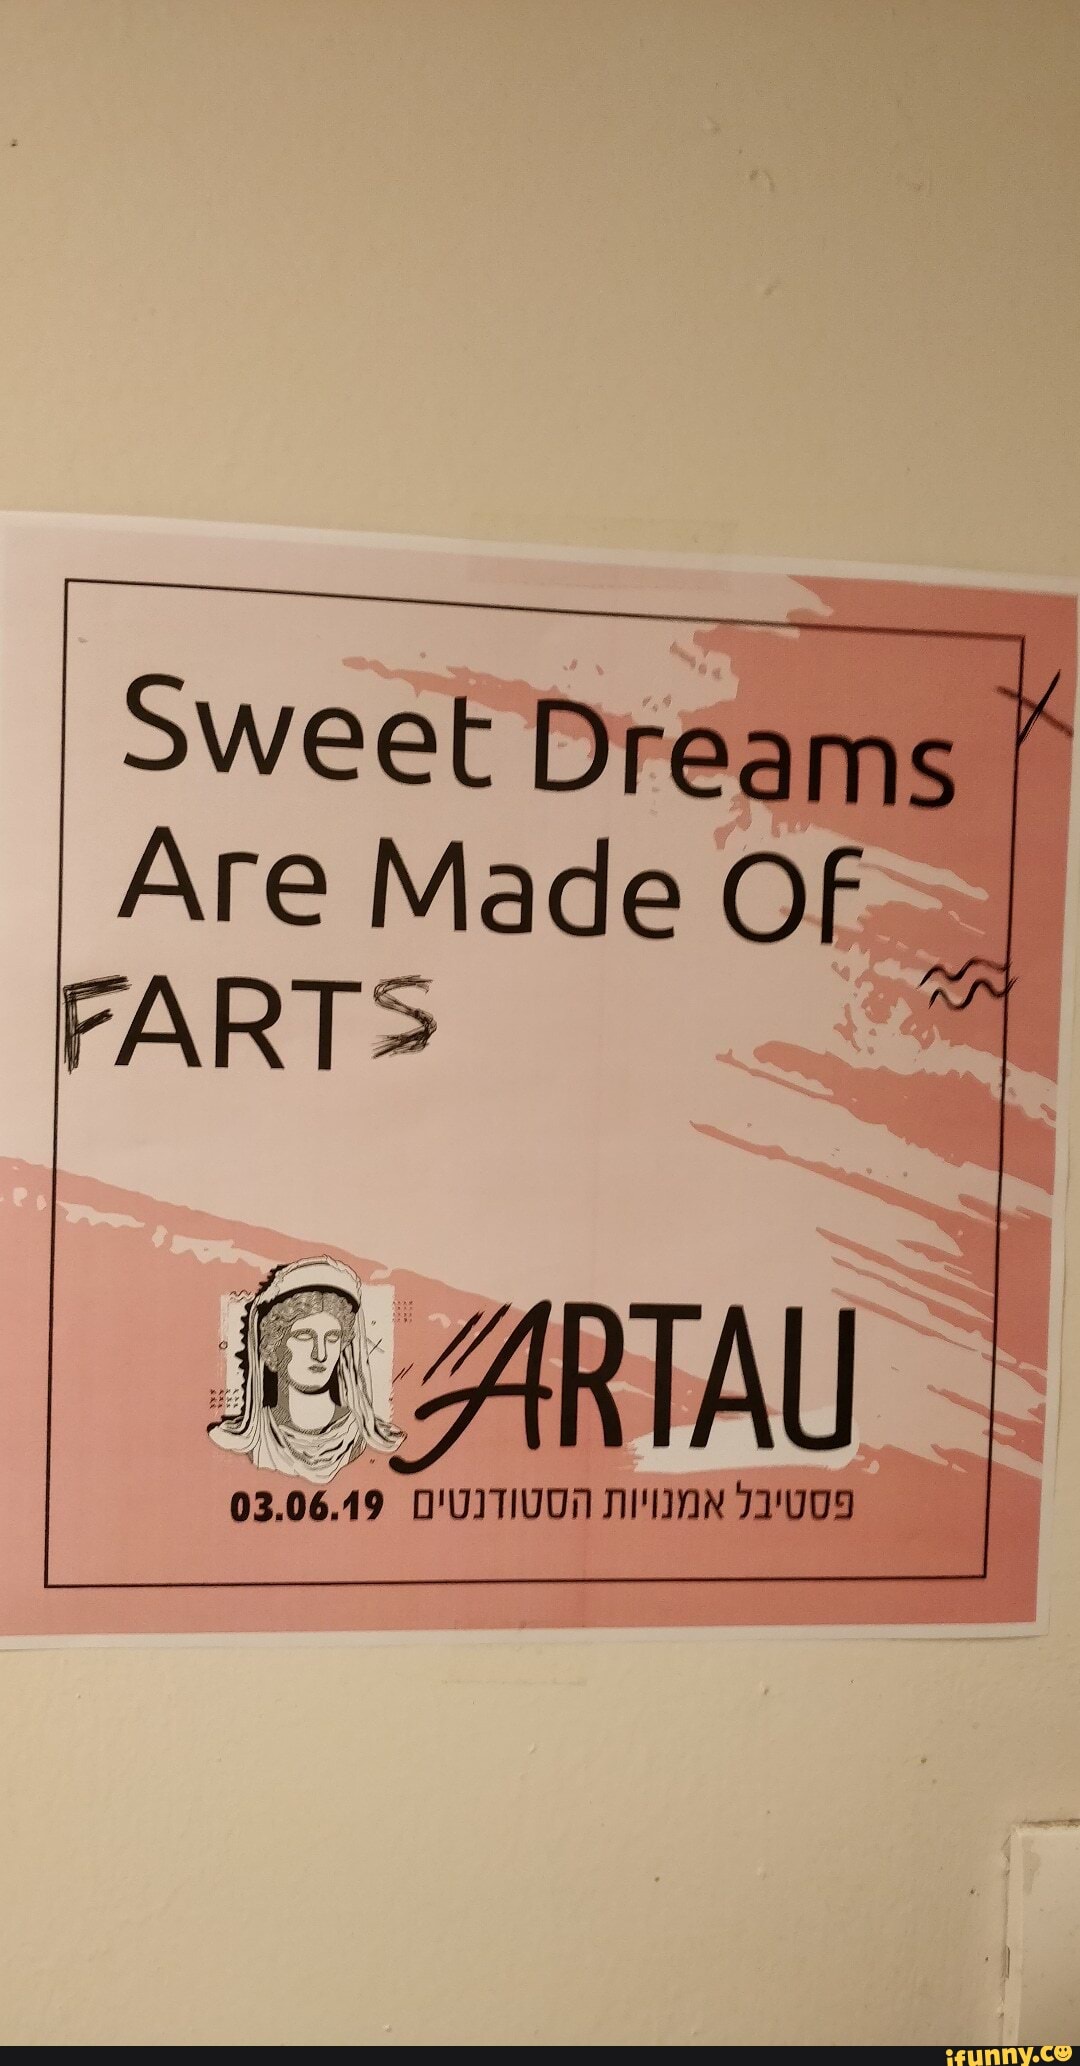 Sweet Dreams
Are Made Of
FARTS
ARTAU
03.06.19 פסטיבל אמנויות הסטודנטים
ifunny.co